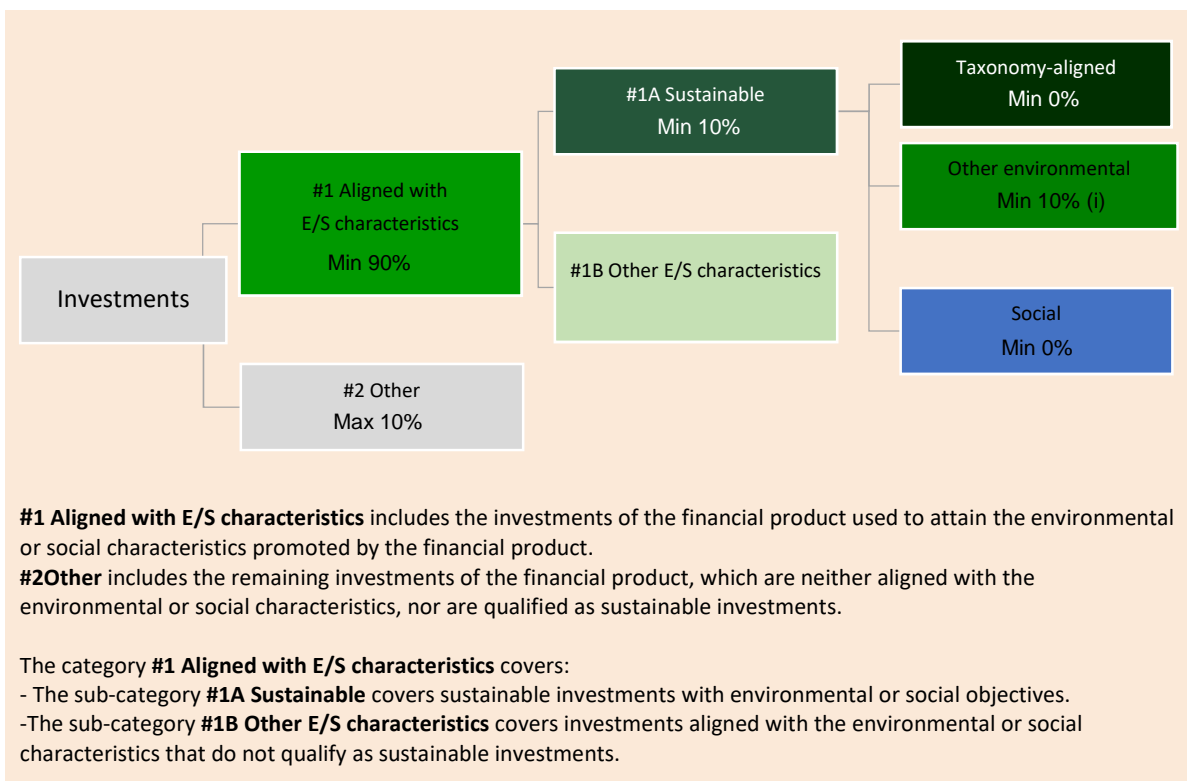 Investments
#1 Aligned with
E/S characteristics
Min 90%
#2 Other
Max 10%
#1A Sustainable
Min 10%
#1B Other E/S characteristics
Taxonomy-aligned
Min 0%
Other environmental
Min 10% (i)
Social
Min 0%
#1 Aligned with E/S characteristics includes the investments of the financial product used to attain the environmental
or social characteristics promoted by the financial product.
#2Other includes the remaining investments of the financial product, which are neither aligned with the
environmental or social characteristics, nor are qualified as sustainable investments.
The category #1 Aligned with E/S characteristics covers:
- The sub-category #1A Sustainable covers sustainable investments with environmental or social objectives.
-The sub-category #1B Other E/S characteristics covers investments aligned with the environmental or social
characteristics that do not qualify as sustainable investments.